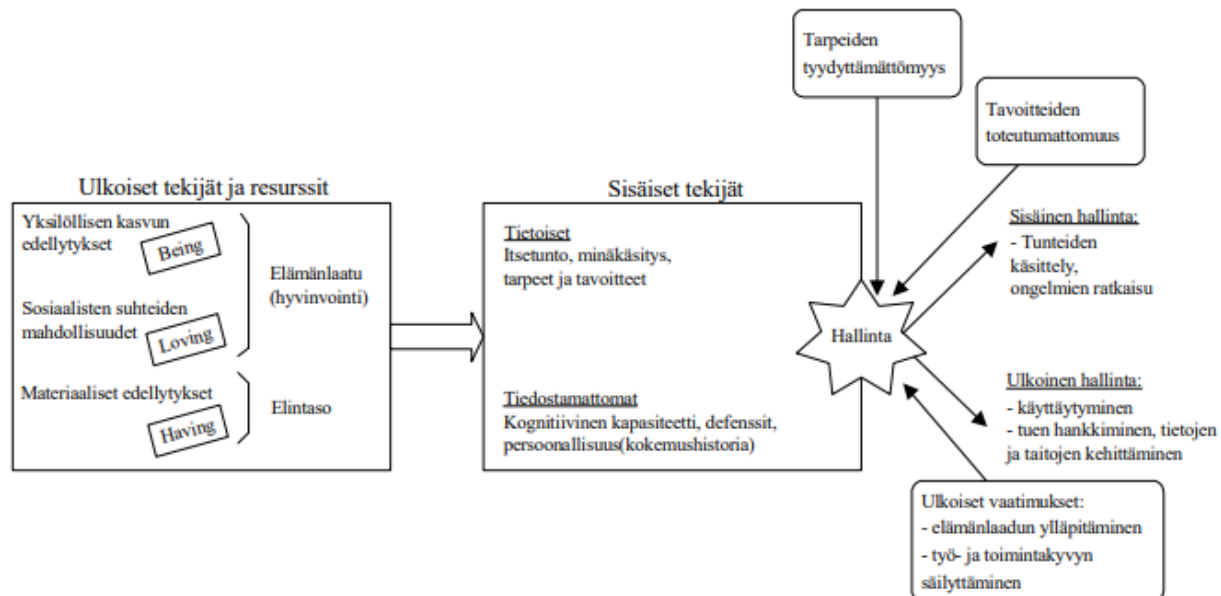 Tarpeiden
tyydyttämättömyys
Tavoitteiden
toteutumattomuus
Ulkoiset tekijät ja resurssit
Yksilöllisen kasvun
edellytykset
Being
Elämänlaatu
(hyvinvointi)
Sosiaalisten suhteiden
mahdollisuudet
Loving
Materiaaliset edellytykset
Having
Elintaso
Sisäiset tekijät
Tietoiset
Itsetunto, minäkäsitys,
tarpeet ja tavoitteet
Tiedostamattomat
Kognitiivinen kapasiteetti, defenssit,
persoonallisuus(kokemushistoria)
Hallinta
Sisäinen hallinta:
- Tunteiden
käsittely,
ongelmien ratkaisu
Ulkoinen hallinta:
- käyttäytyminen
- tuen hankkiminen, tietojen
ja taitojen kehittäminen
Ulkoiset vaatimukset:
- elämänlaadun ylläpitäminen
- työ- ja toimintakyvyn
säilyttäminen